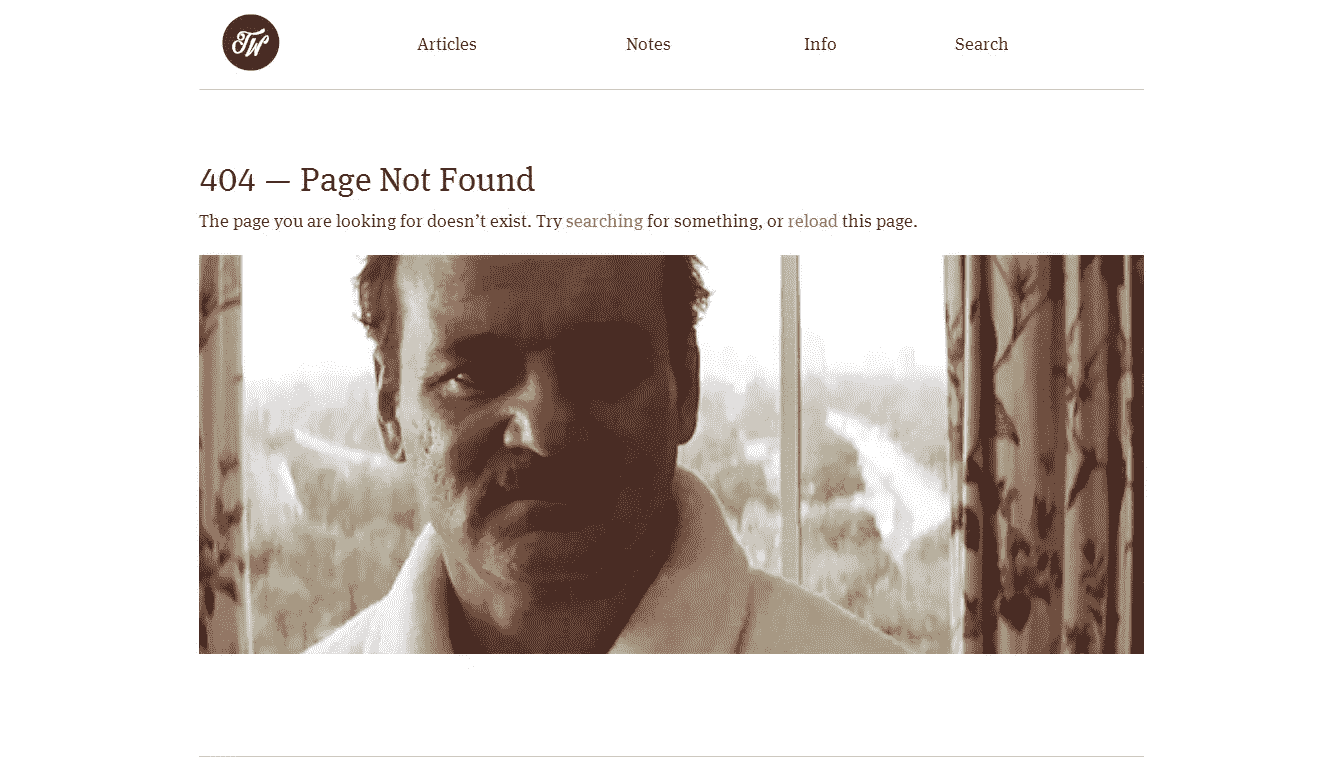 TW
Articles Notes Info Search
404 — Page Not Found
The page you are looking for doesn’t exist. Try searching for something, or reload this page.